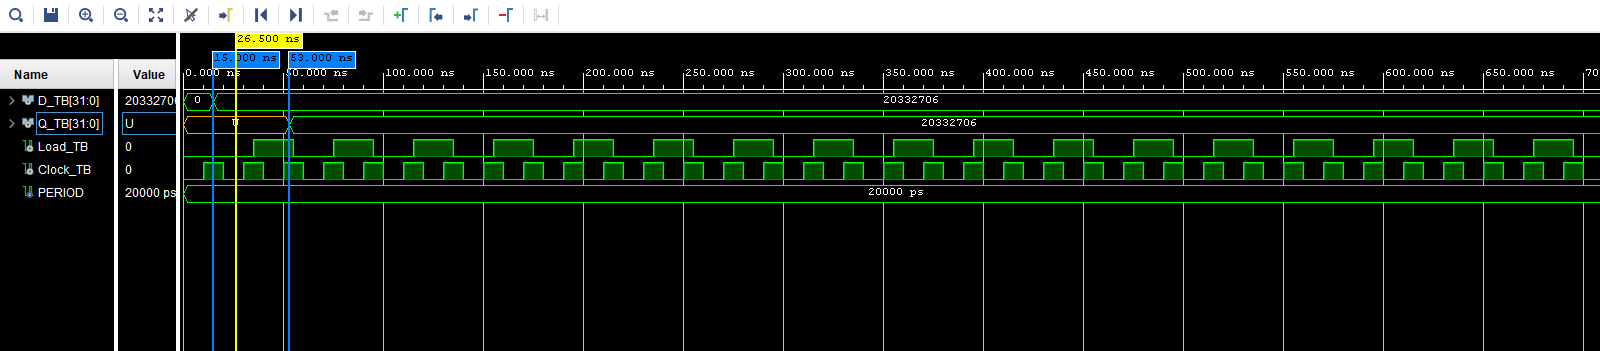 26.500 ns
15.000 ns 53.000 ns
Name Value
0.000 ns 50.000 ns 100.000 ns 150.000 ns 200.000 ns 250.000 ns 300.000 ns 350.000 ns 400.000 ns 450.000 ns 500.000 ns 550.000 ns 600.000 ns 650.000 ns 70
D_TB[31:0] 20332706 0 20332706
Q_TB[31:0] U U 20332706
Load_TB 0
Clock_TB 0
PERIOD 20000 ps 20000 ps